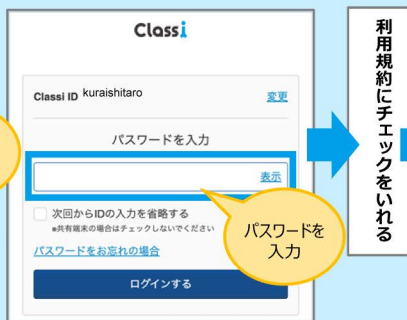 Classi
Classi ID kuraishitaro 変更
パスワードを入力
表示
次回からIDの入力を省略する
※共有端末の場合はチェックしないでください
パスワードをお忘れの場合
ログインする
パスワードを
入力
利用規約にチェックをいれる